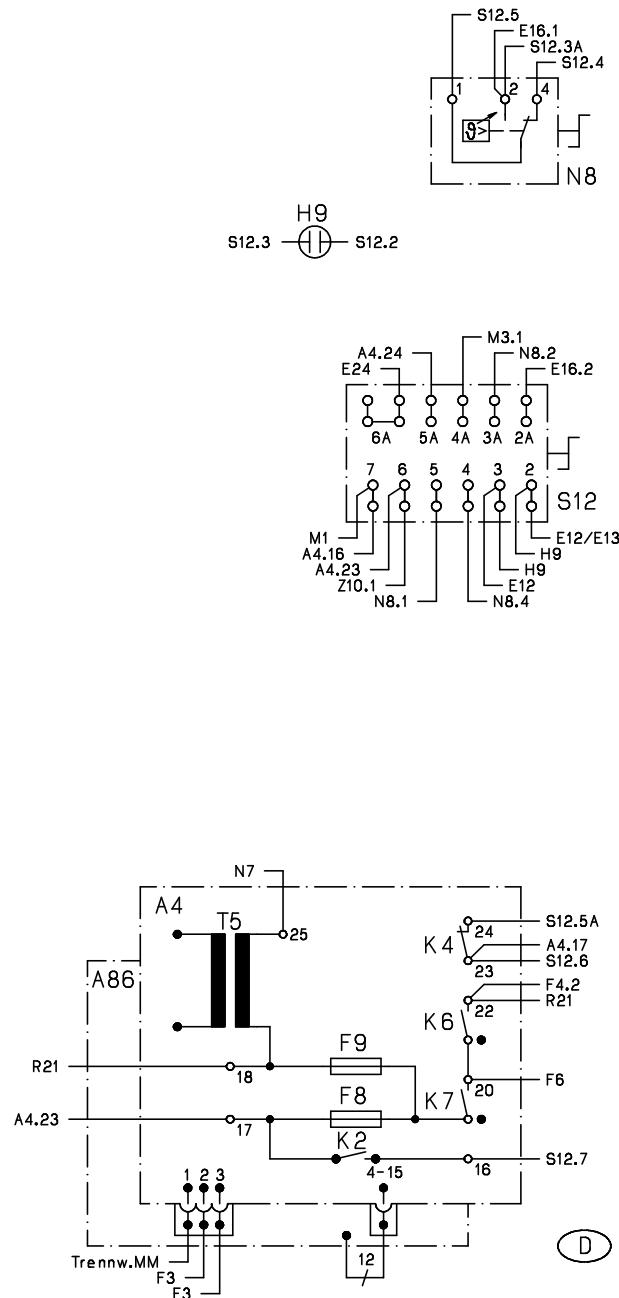 S12.5
E16.1
S12.3A
S12.4
1 2 4
ϑ>
N8
H9
S12.3 S12.2
M3.1
A4.24 N8.2
E24 E16.2
6A 5A 4A 3A 2A
7 6 5 4 3 2
S12
M1 E12/E13
A4.16 H9
A4.23 H9
Z10.1 E12
N8.1 N8.4
N7
A4 T5
25
S12.5A
24
K4
A4.17
S12.6
23
A86
F4.2
R21
22
K6
F9
R21
18
20
F6
F8
K7
A4.23
17
K2
4-15
16
S12.7
1 2 3
Trennw.MM
12
F3
F3
D